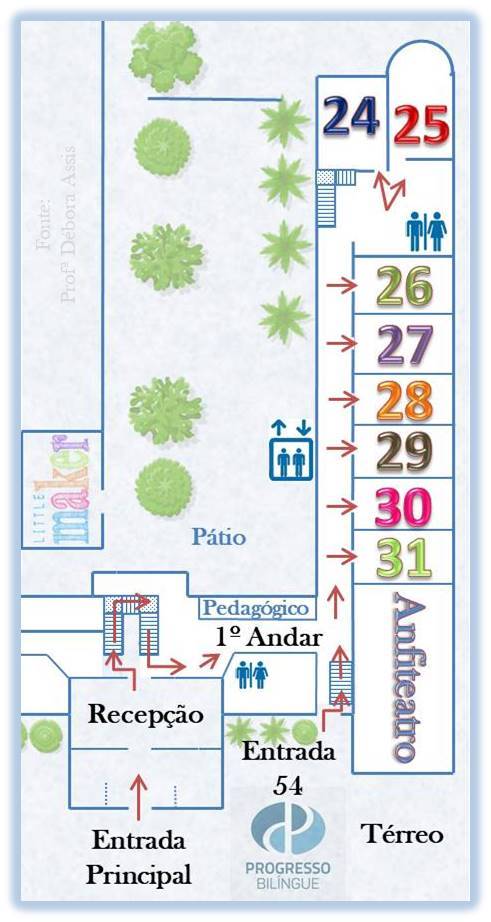 24
25
Fonte:
Profª Débora Assis
26
27
28
29
30
31
LITTLE
maker
Pátio
Pedagógico
1º Andar
Anfiteatro
Recepção
Entrada
54
Entrada
Principal
Térreo
PROGRESSO
BILÍNGUE